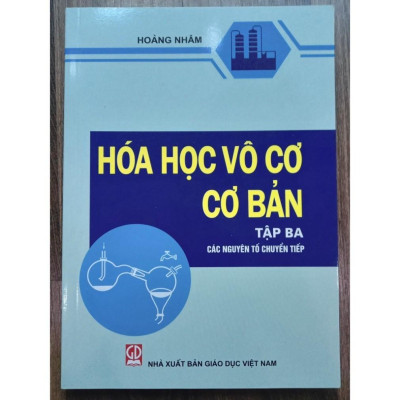 HOÀNG NHÂM
HÓA HỌC VÔ CƠ
CƠ BẢN
TẬP BA
CÁC NGUYÊN TỐ CHUYỂN TIẾP
NHÀ XUẤT BẢN GIÁO DỤC VIỆT NAM